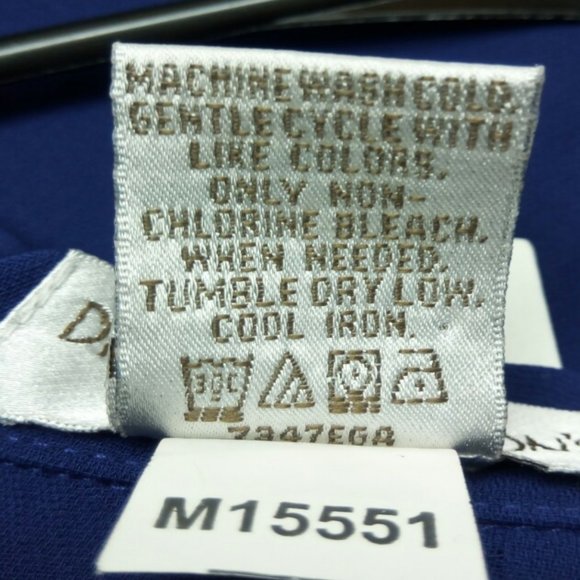 MACHINE WASH COLD.
GENTLE CYCLE WITH
LIKE COLORS.
ONLY NON-
CHLORINE BLEACH.
WHEN NEEDED.
TUMBLE DRY LOW.
COOL IRON.
30C
7347EGA
M15551